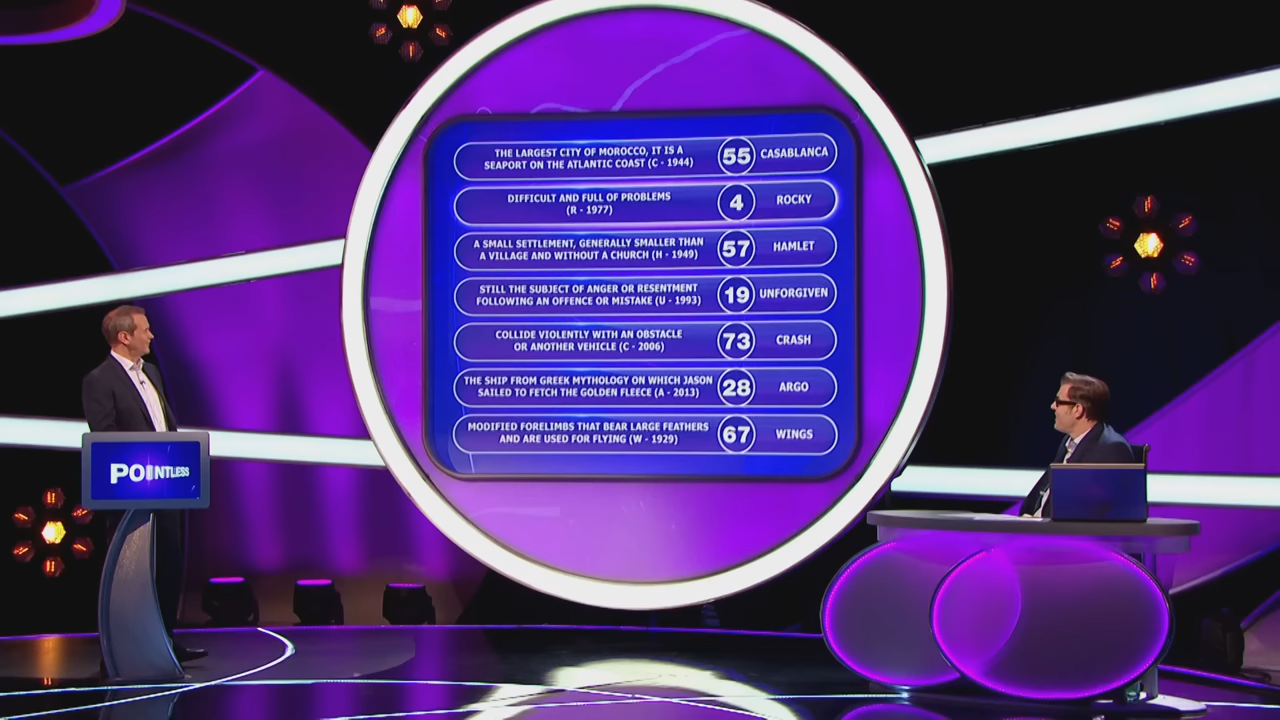 THE LARGEST CITY OF MOROCCO, IT IS A
SEAPORT ON THE ATLANTIC COAST (C - 1944)
55
CASABLANCA
DIFFICULT AND FULL OF PROBLEMS
(R - 1977)
4
ROCKY
A SMALL SETTLEMENT, GENERALLY SMALLER THAN
A VILLAGE AND WITHOUT A CHURCH (H - 1949)
57
HAMLET
STILL THE SUBJECT OF ANGER OR RESENTMENT
FOLLOWING AN OFFENCE OR MISTAKE (U - 1993)
19
UNFORGIVEN
COLLIDE VIOLENTLY WITH AN OBSTACLE
OR ANOTHER VEHICLE (C - 2006)
73
CRASH
THE SHIP FROM GREEK MYTHOLOGY ON WHICH JASON
SAILED TO FETCH THE GOLDEN FLEECE (A - 2013)
28
ARGO
MODIFIED FORELIMBS THAT BEAR LARGE FEATHERS
AND ARE USED FOR FLYING (W - 1929)
67
WINGS
POINTLESS